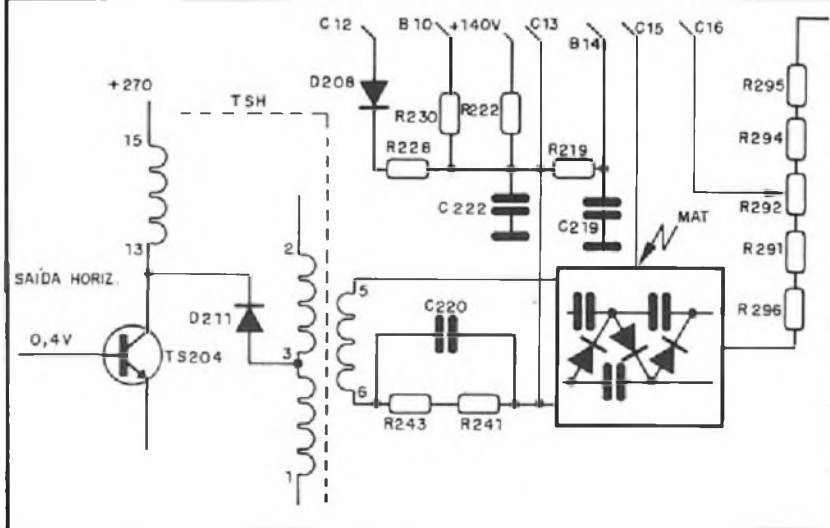 C12
B10
+140V
C13
B14
C15
C16
D208
+270
TSH
R230
R222
R295
R294
15
R228
R219
C222
C219
R292
MAT
R291
13
2
SAÍDA HORIZ.
5
C220
R296
D211
0,4V
TS204
3
6
R243
R241
1